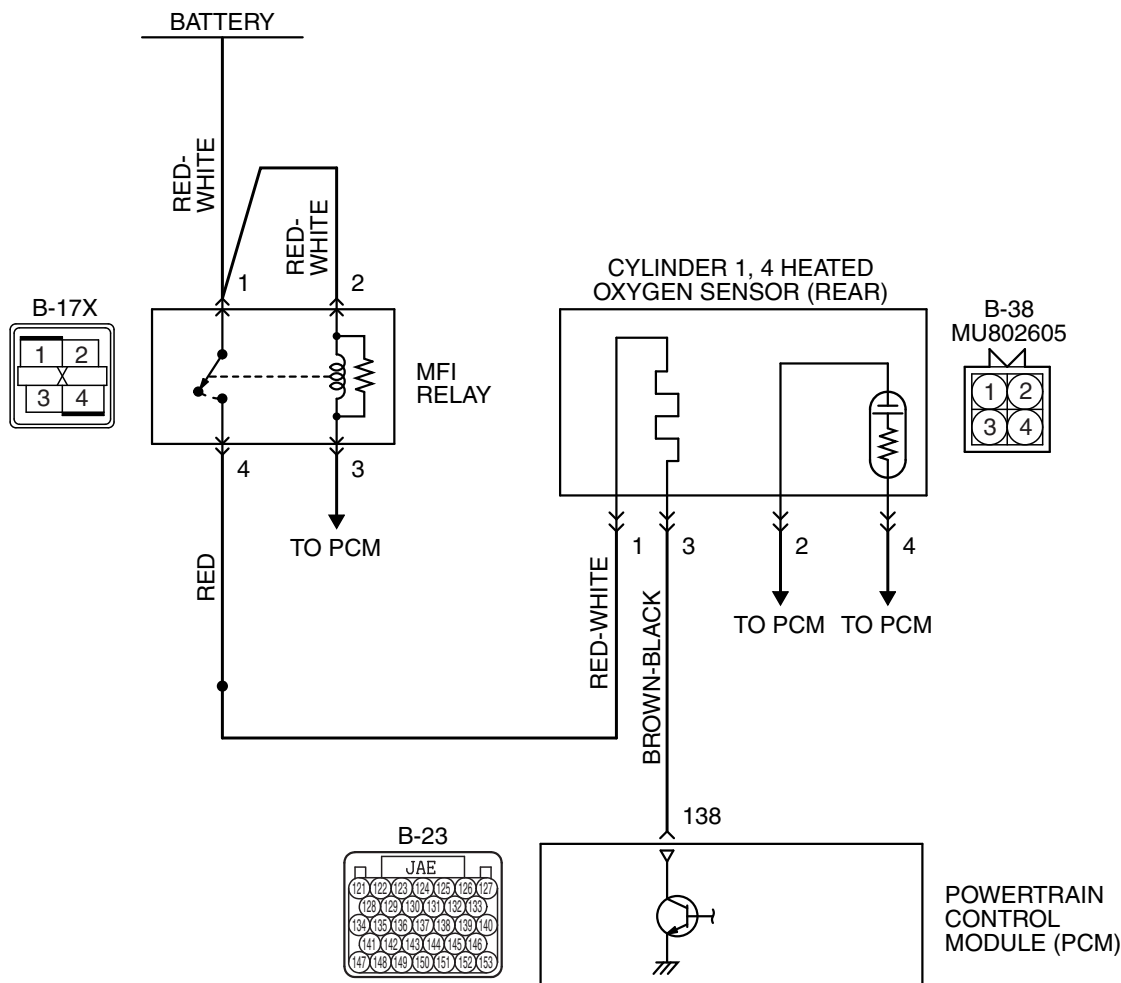 BATTERY
RED-
WHITE
RED-
WHITE
1
2
B-17X
1 2
3 4
MFI
RELAY
4
3
TO PCM
RED
CYLINDER 1, 4 HEATED
OXYGEN SENSOR (REAR)
B-38
MU802605
1 2
3 4
1
3
2
4
TO PCM
TO PCM
RED-WHITE
BROWN-BLACK
138
B-23
JAE
121 122 123 124 125 126 127
128 129 130 131 132 133
134 135 136 137 138 139 140
141 142 143 144 145 146
147 148 149 150 151 152 153
POWERTRAIN
CONTROL
MODULE (PCM)